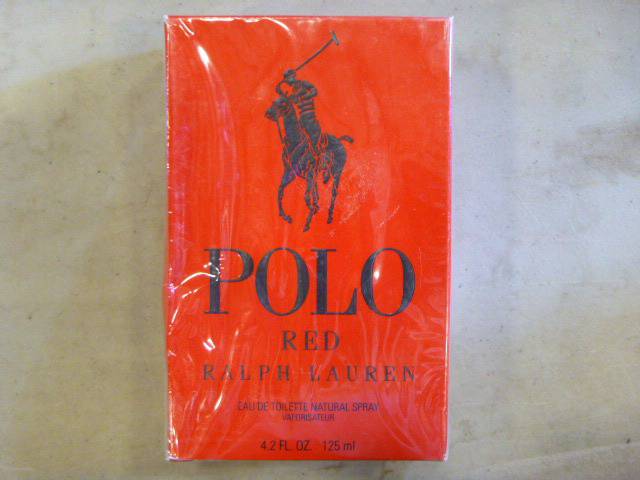 POLO
RED
RALPH LAUREN
EAU DE TOILETTE NATURAL SPRAY
VAPORISATEUR
4.2 FL. OZ. 125 ml